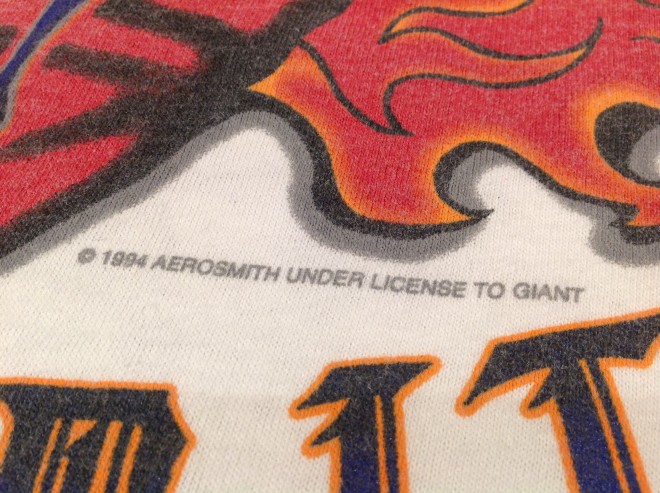 © 1994 AEROSMITH UNDER LICENSE TO GIANT